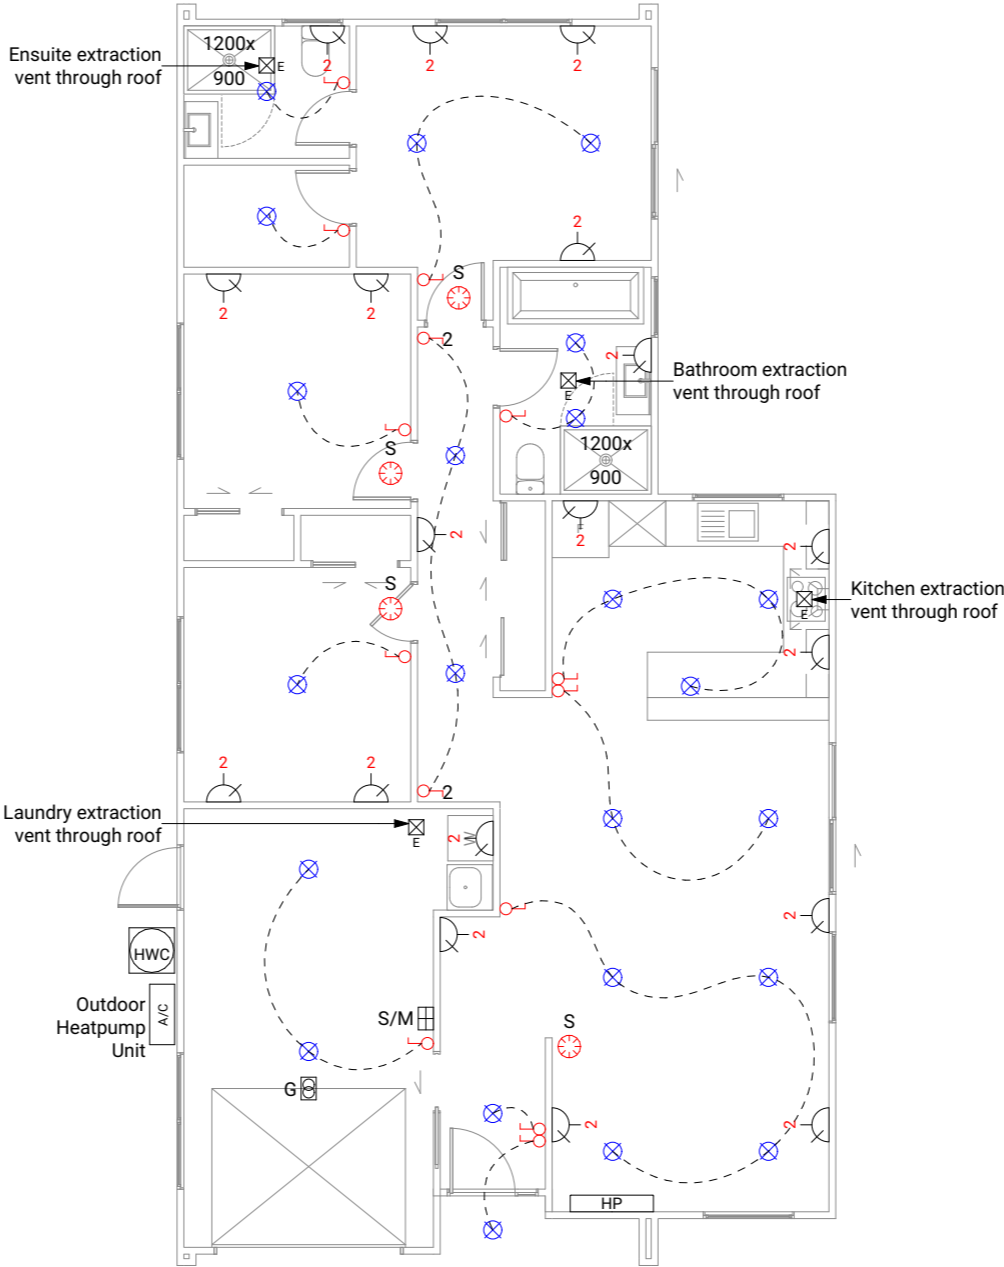 Ensuite extraction
vent through roof
1200x
900
E
2
2
2
2
S
2
2
2
2
Bathroom extraction
vent through roof
E
1200x
900
S
2
2
2
Kitchen extraction
vent through roof
E
S
2
2
2
2
Laundry extraction
vent through roof
E
2
2
2
HWC
Outdoor
Heatpump
Unit
A/C
S/M
S
G
2
2
HP